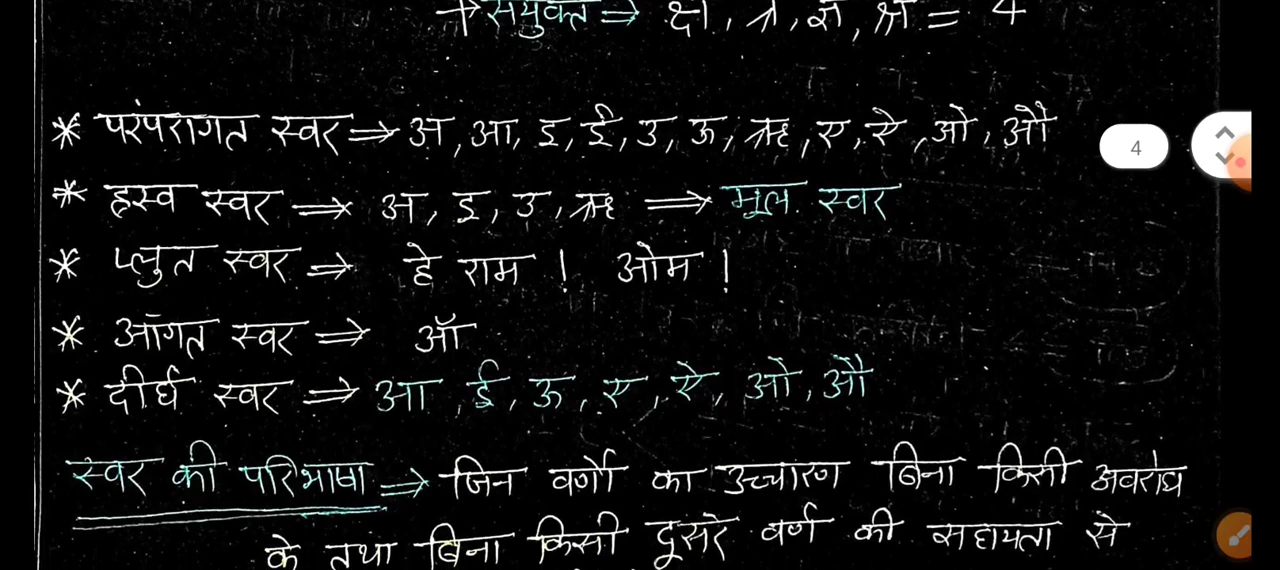 → संयुक्त ⇒ क्ष, त्र, ज्ञ, श्र = 4
* परंपरागत स्वर ⇒ अ, आ, इ, ई, उ, ऊ, ऋ, ए, ऐ, ओ, औ
4
* ह्रस्व स्वर ⇒ अ, इ, उ, ऋ ⇒ मूल स्वर
* प्लुत स्वर ⇒ हे राम ! ओम !
* आंगत स्वर ⇒ ऑ
* दीर्घ स्वर ⇒ आ, ई, ऊ, ए, ऐ, ओ, औ
स्वर की परिभाषा ⇒ जिन वर्णों का उच्चारण बिना किसी अवरोध
के तथा बिना किसी दूसरे वर्ण की सहायता से